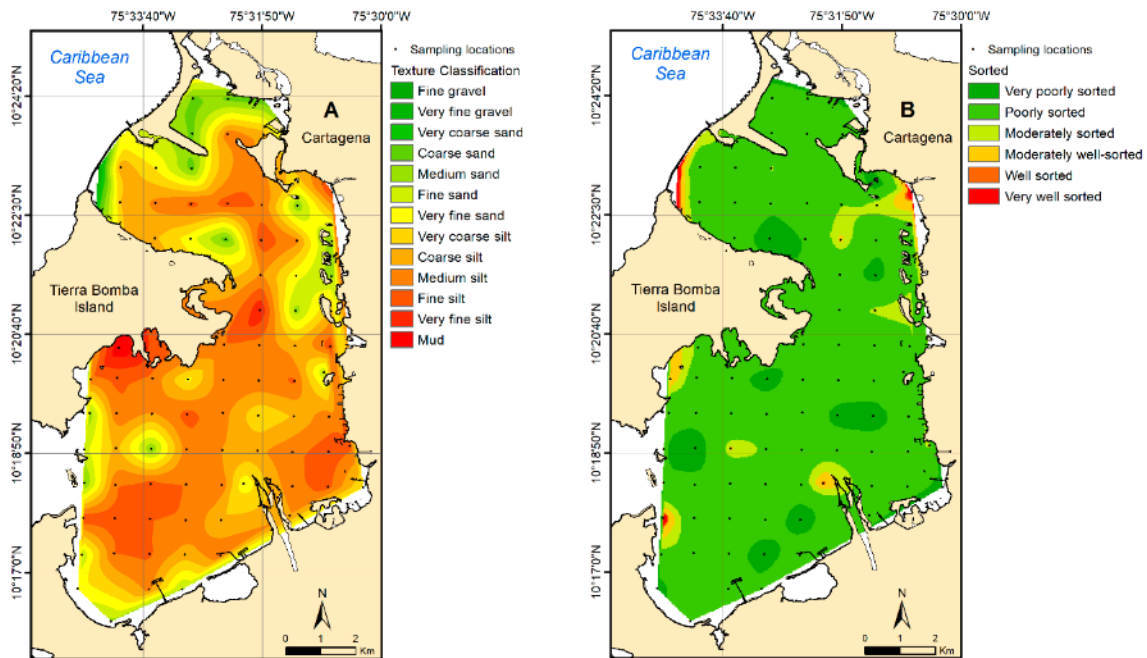 75°33'40"W 75°31'50"W 75°30'0"W
Caribbean
Sea
A
Cartagena
Tierra Bomba
Island
10°24'20"N
10°22'30"N
10°20'40"N
10°18'50"N
10°17'0"N
N
0 1 2
Km
Sampling locations
Texture Classification
Fine gravel
Very fine gravel
Very coarse sand
Coarse sand
Medium sand
Fine sand
Very fine sand
Very coarse silt
Coarse silt
Medium silt
Fine silt
Very fine silt
Mud
75°33'40"W 75°31'50"W 75°30'0"W
Caribbean
Sea
B
Cartagena
Tierra Bomba
Island
10°24'20"N
10°22'30"N
10°20'40"N
10°18'50"N
10°17'0"N
N
0 1 2
Km
Sampling locations
Sorted
Very poorly sorted
Poorly sorted
Moderately sorted
Moderately well-sorted
Well sorted
Very well sorted